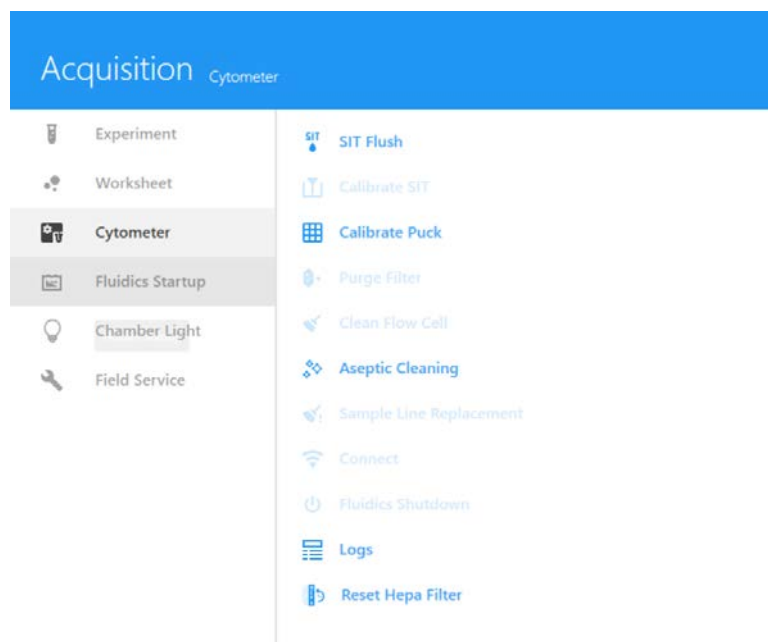 Acquisition Cytometer
Experiment
Worksheet
Cytometer
Fluidics Startup
Chamber Light
Field Service
SIT
SIT Flush
Calibrate SIT
Calibrate Puck
Purge Filter
Clean Flow Cell
Aseptic Cleaning
Sample Line Replacement
Connect
Fluidics Shutdown
Logs
Reset Hepa Filter